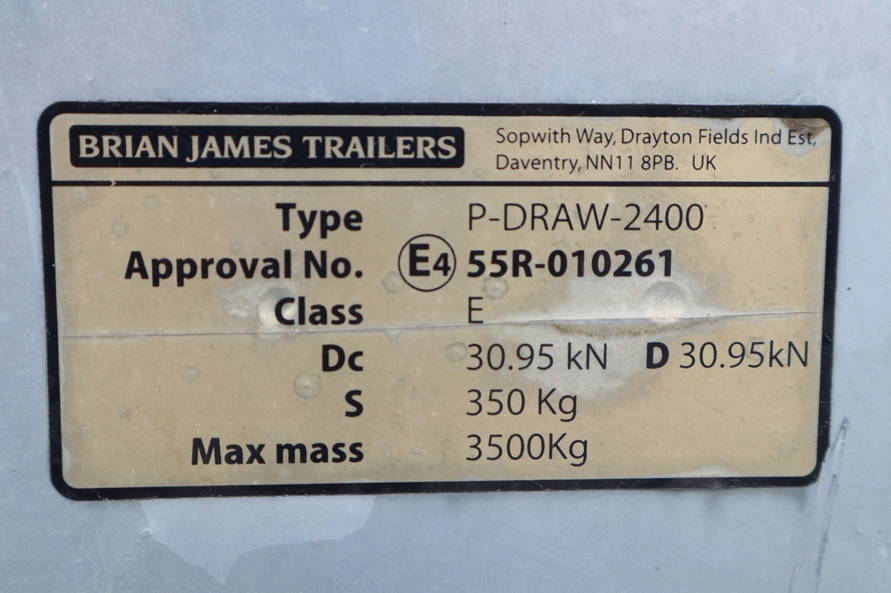 BRIAN JAMES TRAILERS
Sopwith Way, Drayton Fields Ind Est,
Daventry, NN11 8PB. UK
Type P-DRAW-2400
Approval No. E4 55R-010261
Class E
Dc 30.95 kN D 30.95kN
S 350 Kg
Max mass 3500Kg